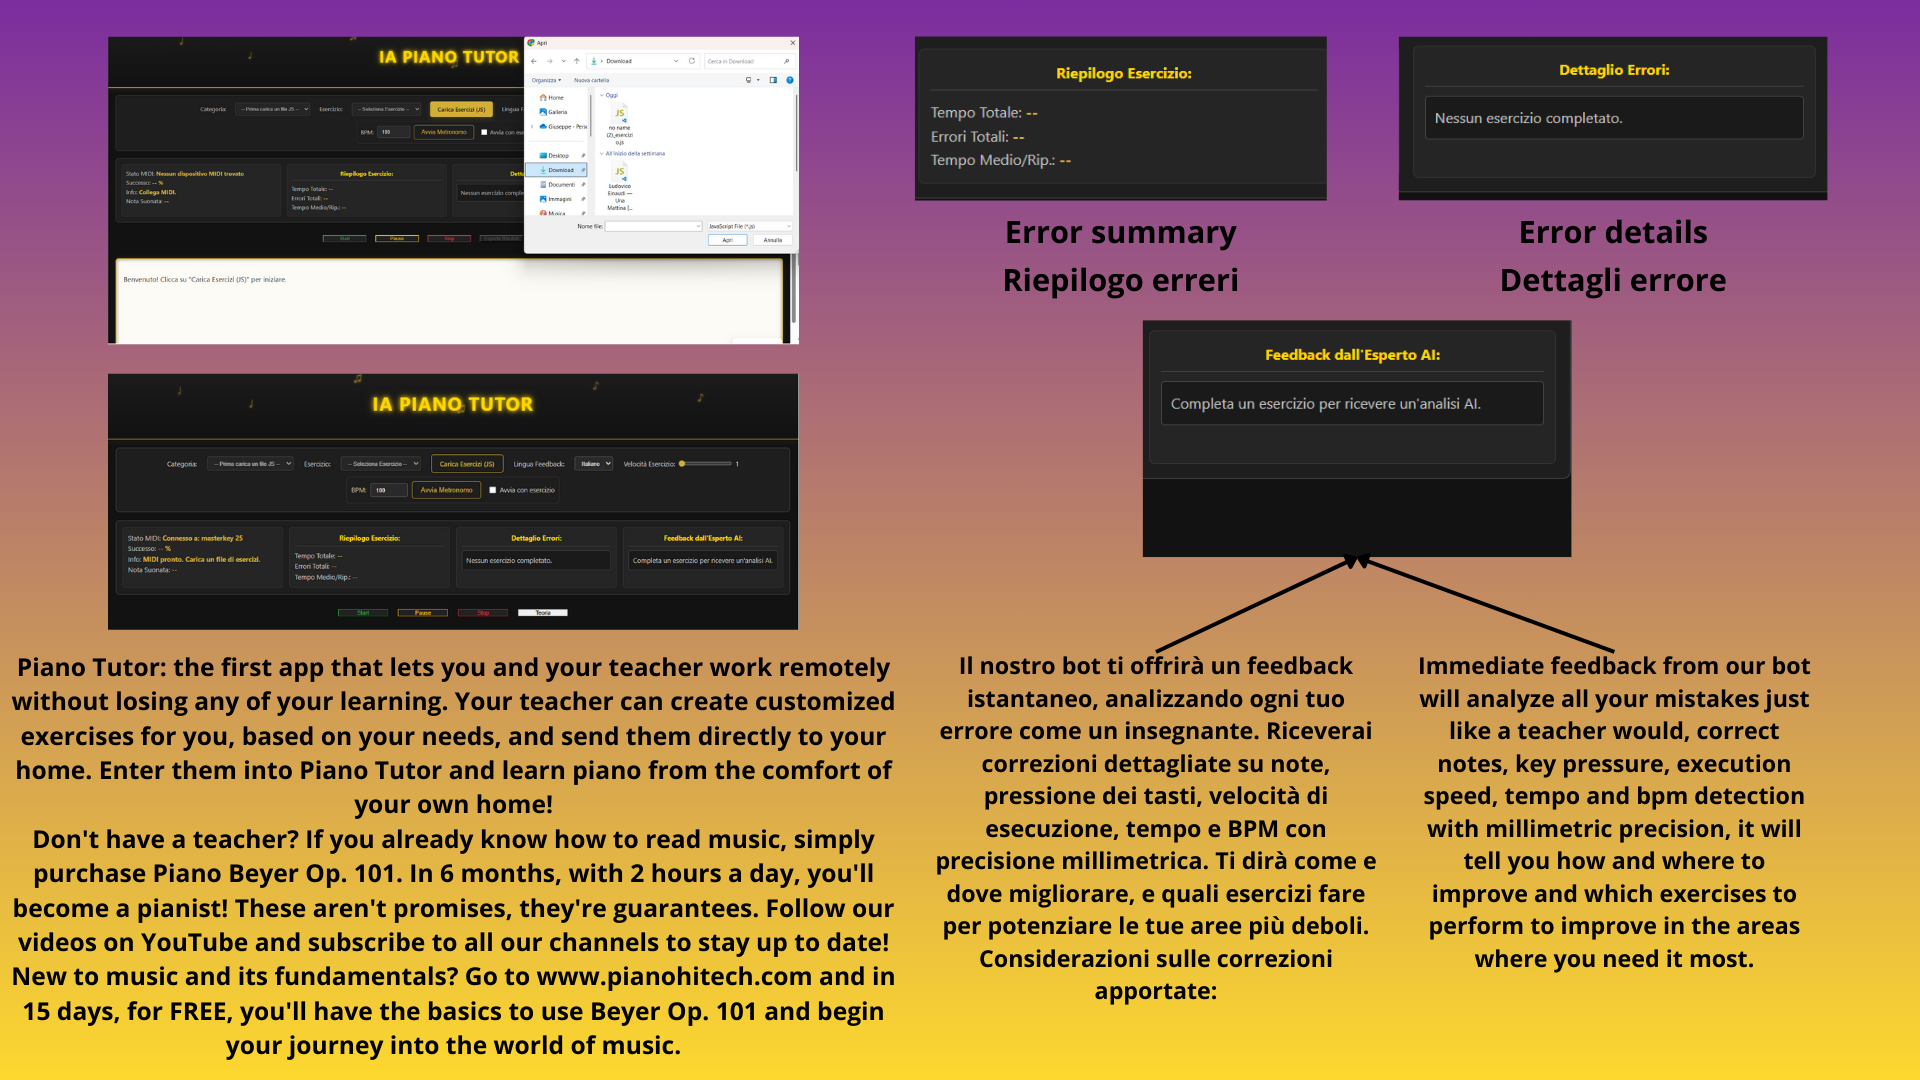 IA PIANO TUTOR
Apri
Download
Cerca in Download
Organizza
Nuova cartella
Home
Galleria
Giuseppe - Pers
Desktop
Download
Documenti
Immagini
Musica
Oggi
JS
no name
(2)_eserciz
o.js
All'inizio della settimana
JS
Ludovico
Einaudi —
Una
Mattina [...
Nome file:
JavaScript File (*.js)
Apri
Annulla
Categoria:
-- Prima carica un file JS --
Esercizio:
-- Seleziona Esercizio --
Carica Esercizi (JS)
Lingua F
BPM:
100
Avvia Metronomo
Avvia con ese
Stato MIDI: Nessun dispositivo MIDI trovato
Successo: -- %
Info: Collega MIDI.
Nota Suonata: --
Riepilogo Esercizio:
Tempo Totale: --
Errori Totali: --
Tempo Medio/Rip.: --
Detta
Nessun esercizio comple
Start
Pause
Stop
Benvenuto! Clicca su "Carica Esercizi (JS)" per iniziare.
IA PIANO TUTOR
Categoria:
-- Prima carica un file JS --
Esercizio:
-- Seleziona Esercizio --
Carica Esercizi (JS)
Lingua Feedback:
Italiano
Velocità Esercizio:
1
BPM:
100
Avvia Metronomo
Avvia con esercizio
Stato MIDI: Connesso a: masterkey 25
Successo: -- %
Info: MIDI pronto. Carica un file di esercizi.
Nota Suonata: --
Riepilogo Esercizio:
Tempo Totale: --
Errori Totali: --
Tempo Medio/Rip.: --
Dettaglio Errori:
Nessun esercizio completato.
Feedback dall'Esperto AI:
Completa un esercizio per ricevere un'analisi AI.
Start
Pause
Stop
Teoria
Piano Tutor: the first app that lets you and your teacher work remotely
without losing any of your learning. Your teacher can create customized
exercises for you, based on your needs, and send them directly to your
home. Enter them into Piano Tutor and learn piano from the comfort of
your own home!
Don't have a teacher? If you already know how to read music, simply
purchase Piano Beyer Op. 101. In 6 months, with 2 hours a day, you'll
become a pianist! These aren't promises, they're guarantees. Follow our
videos on YouTube and subscribe to all our channels to stay up to date!
New to music and its fundamentals? Go to www.pianohitech.com and in
15 days, for FREE, you'll have the basics to use Beyer Op. 101 and begin
your journey into the world of music.
Riepilogo Esercizio:
Tempo Totale: --
Errori Totali: --
Tempo Medio/Rip.: --
Error summary
Riepilogo erreri
Dettaglio Errori:
Nessun esercizio completato.
Error details
Dettagli errore
Feedback dall'Esperto AI:
Completa un esercizio per ricevere un'analisi AI.
Il nostro bot ti offrirà un feedback
istantaneo, analizzando ogni tuo
errore come un insegnante. Riceverai
correzioni dettagliate su note,
pressione dei tasti, velocità di
esecuzione, tempo e BPM con
precisione millimetrica. Ti dirà come e
dove migliorare, e quali esercizi fare
per potenziare le tue aree più deboli.
Considerazioni sulle correzioni
apportate:
Immediate feedback from our bot
will analyze all your mistakes just
like a teacher would, correct
notes, key pressure, execution
speed, tempo and bpm detection
with millimetric precision, it will
tell you how and where to
improve and which exercises to
perform to improve in the areas
where you need it most.